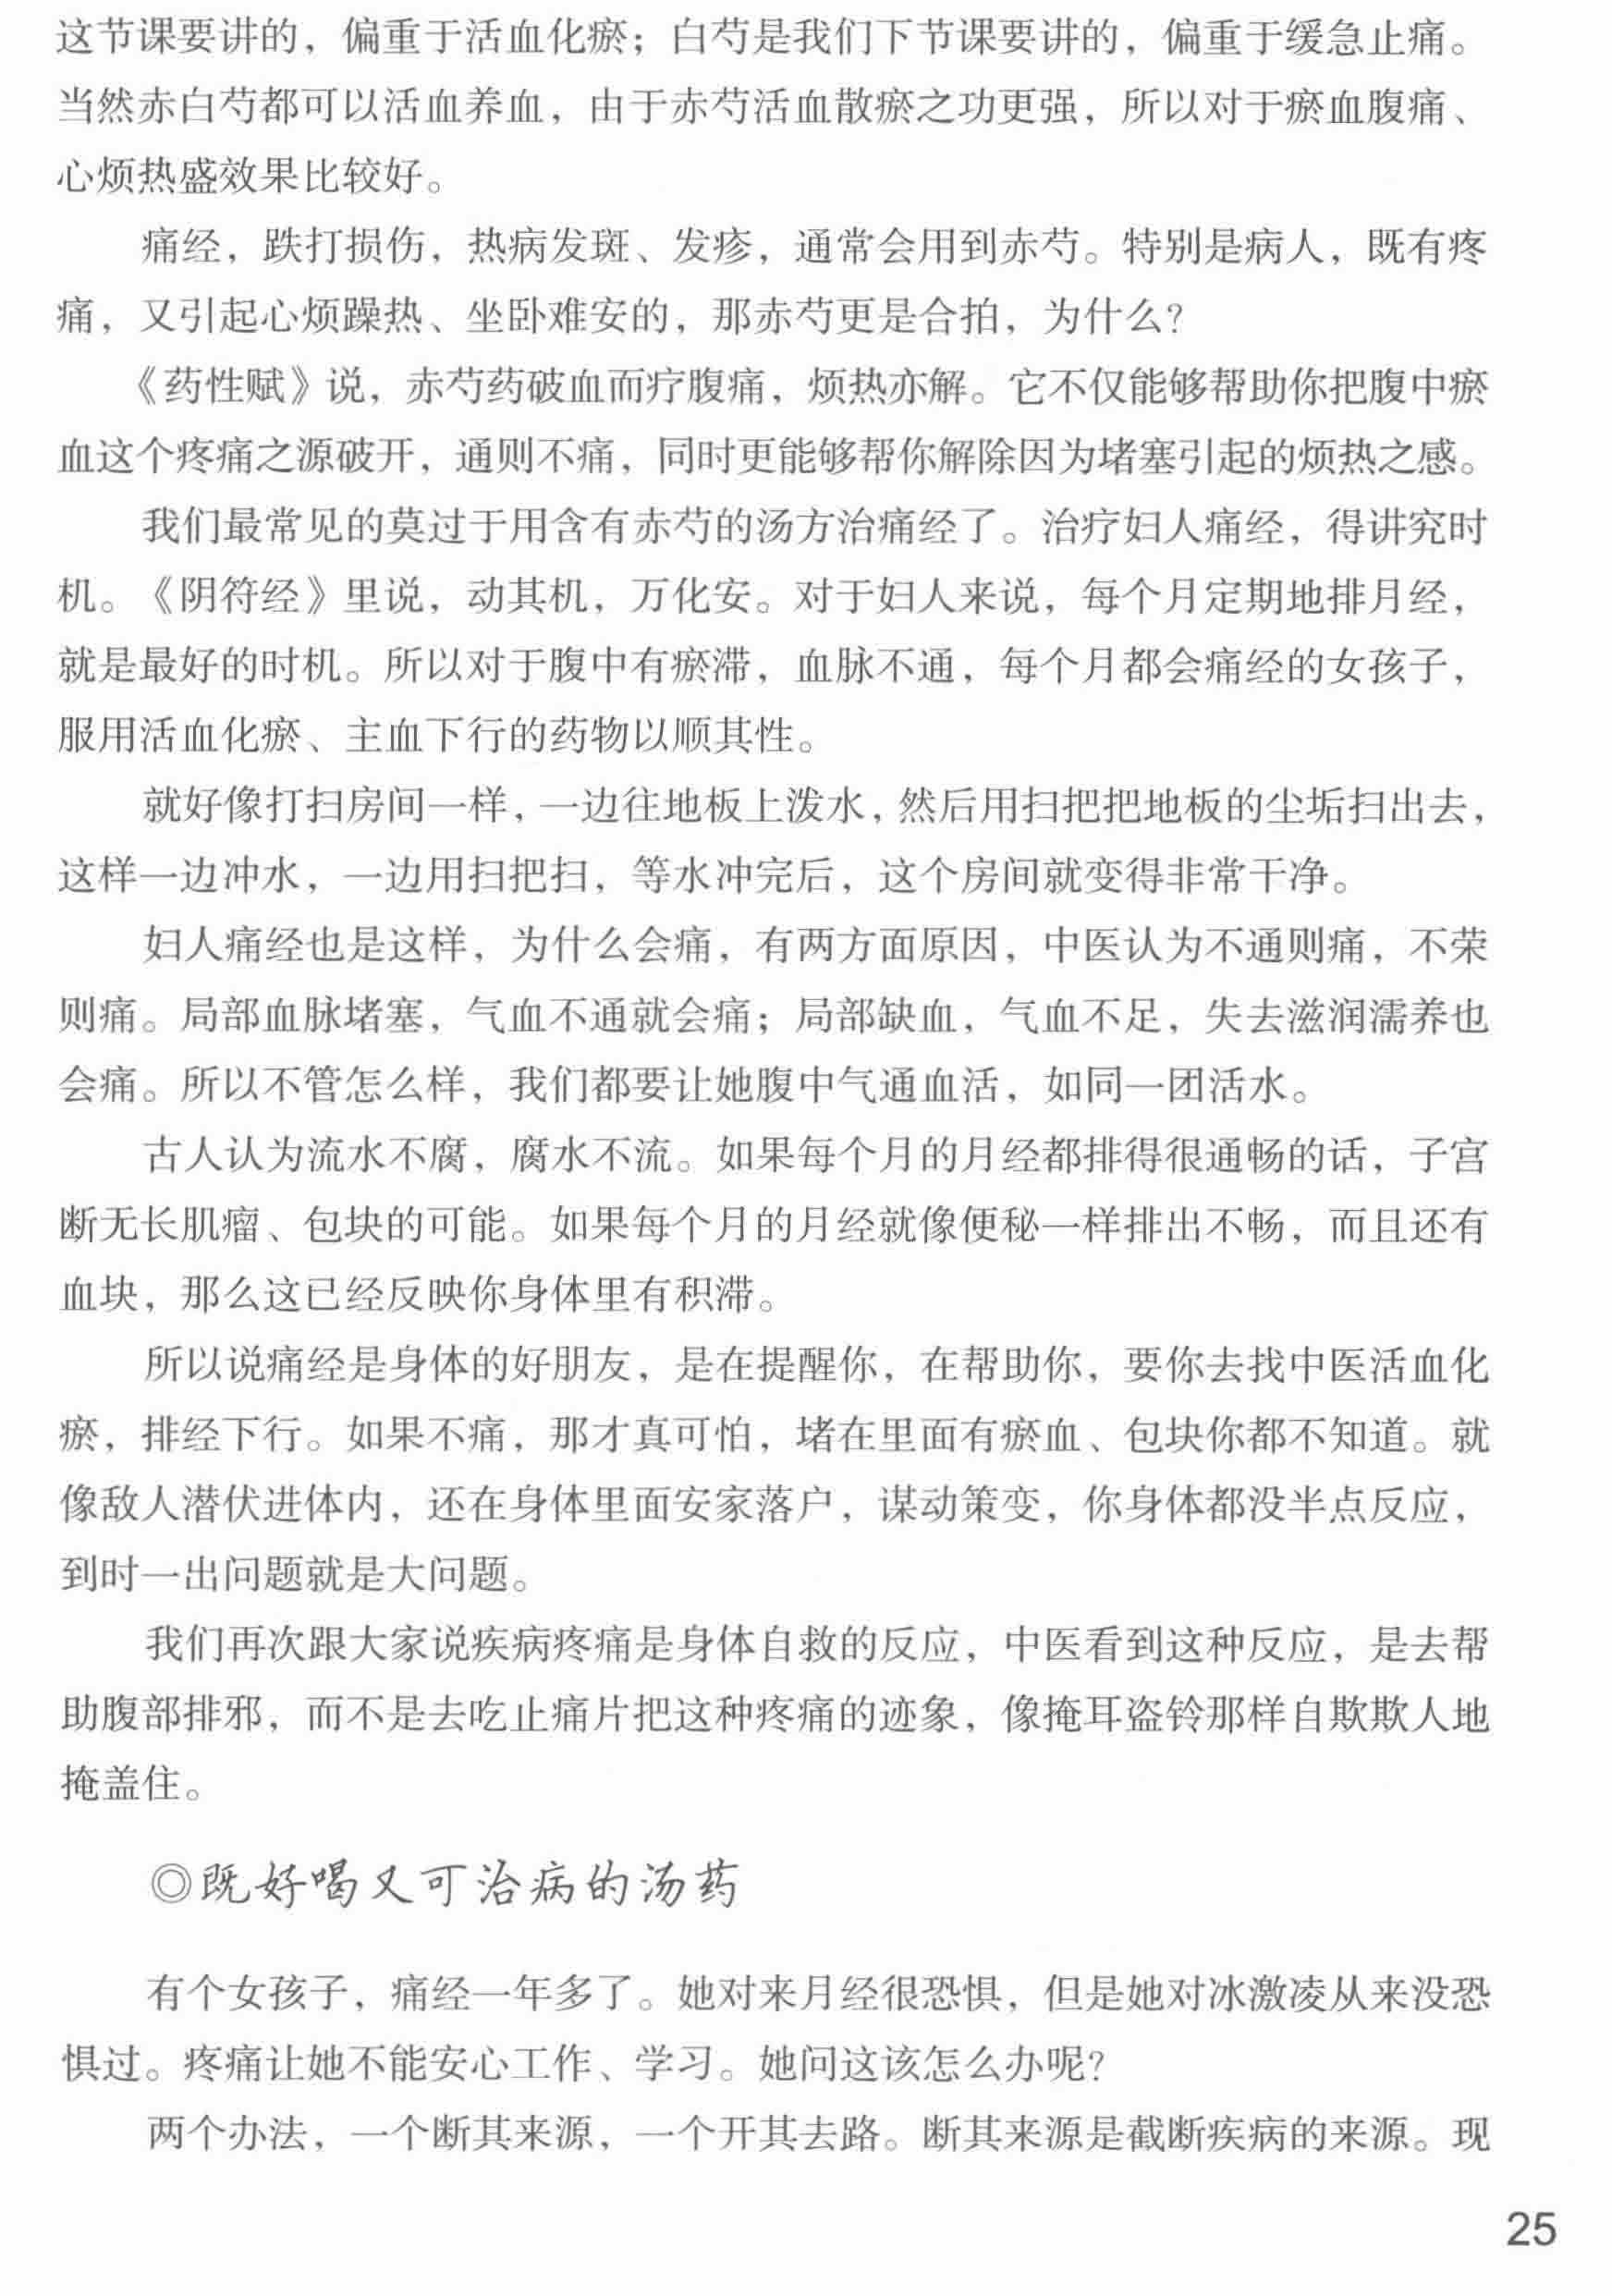 这节课要讲的，偏重于活血化瘀；白芍是我们下节课要讲的，偏重于缓急止痛。
当然赤白芍都可以活血养血，由于赤芍活血散瘀之功更强，所以对于瘀血腹痛、
心烦热盛效果比较好。
痛经，跌打损伤，热病发斑、发疹，通常会用到赤芍。特别是病人，既有疼
痛，又引起心烦躁热、坐卧难安的，那赤芍更是合拍，为什么？
《药性赋》说，赤芍药破血而疗腹痛，烦热亦解。它不仅能够帮助你把腹中瘀
血这个疼痛之源破开，通则不痛，同时更能够帮你解除因为堵塞引起的烦热之感。
我们最常见的莫过于用含有赤芍的汤方治痛经了。治疗妇人痛经，得讲究时
机。《阴符经》里说，动其机，万化安。对于妇人来说，每个月定期地排月经，
就是最好的时机。所以对于腹中有瘀滞，血脉不通，每个月都会痛经的女孩子，
服用活血化瘀、主血下行的药物以顺其性。
就好像打扫房间一样，一边往地板上泼水，然后用扫把把地板的尘垢扫出去，
这样一边冲水，一边用扫把扫，等水冲完后，这个房间就变得非常干净。
妇人痛经也是这样，为什么会痛，有两方面原因，中医认为不通则痛，不荣
则痛。局部血脉堵塞，气血不通就会痛；局部缺血，气血不足，失去滋润濡养也
会痛。所以不管怎么样，我们都要让她腹中气通血活，如同一团活水。
古人认为流水不腐，腐水不流。如果每个月的月经都排得很通畅的话，子宫
断无长肌瘤、包块的可能。如果每个月的月经就像便秘一样排出不畅，而且还有
血块，那么这已经反映你身体里有积滞。
所以说痛经是身体的好朋友，是在提醒你，在帮助你，要你去找中医活血化
瘀，排经下行。如果不痛，那才真可怕，堵在里面有瘀血、包块你都不知道。就
像敌人潜伏进体内，还在身体里面安家落户，谋动策变，你身体都没半点反应，
到时一出问题就是大问题。
我们再次跟大家说疾病疼痛是身体自救的反应，中医看到这种反应，是去帮
助腹部排邪，而不是去吃止痛片把这种疼痛的迹象，像掩耳盗铃那样自欺欺人地
掩盖住。
◎既好喝又可治病的汤药
有个女孩子，痛经一年多了。她对来月经很恐惧，但是她对冰激凌从来没恐
惧过。疼痛让她不能安心工作、学习。她问这该怎么办呢？
两个办法，一个断其来源，一个开其去路。断其来源是截断疾病的来源。现
25